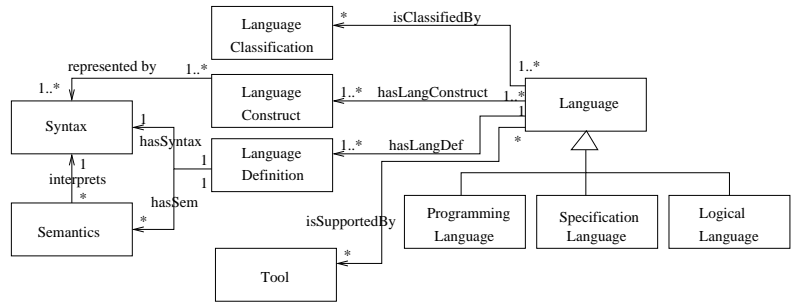 Language
Classification
*
isClassifiedBy
1..*
represented by
1..*
1..*
Language
Construct
1..*
hasLangConstruct
1..*
Language
Syntax
1
hasSyntax
1
1
Language
Definition
1..*
hasLangDef
1
*
interprets
1
*
hasSem
*
Semantics
isSupportedBy
*
Tool
Programming
Language
Specification
Language
Logical
Language